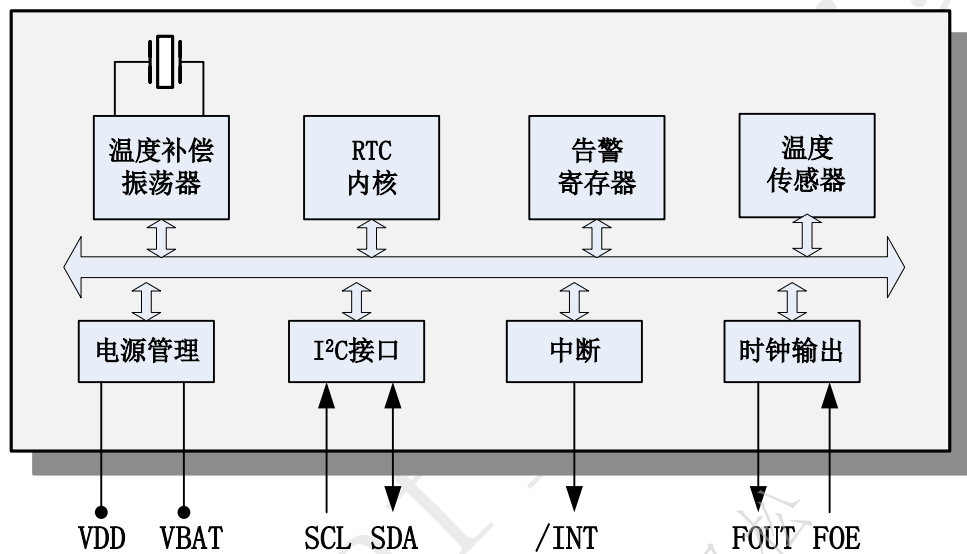 温度补偿
振荡器
RTC
内核
告警
寄存器
温度
传感器
电源管理
I²C接口
中断
时钟输出
VDD
VBAT
SCL
SDA
/INT
FOUT
FOE